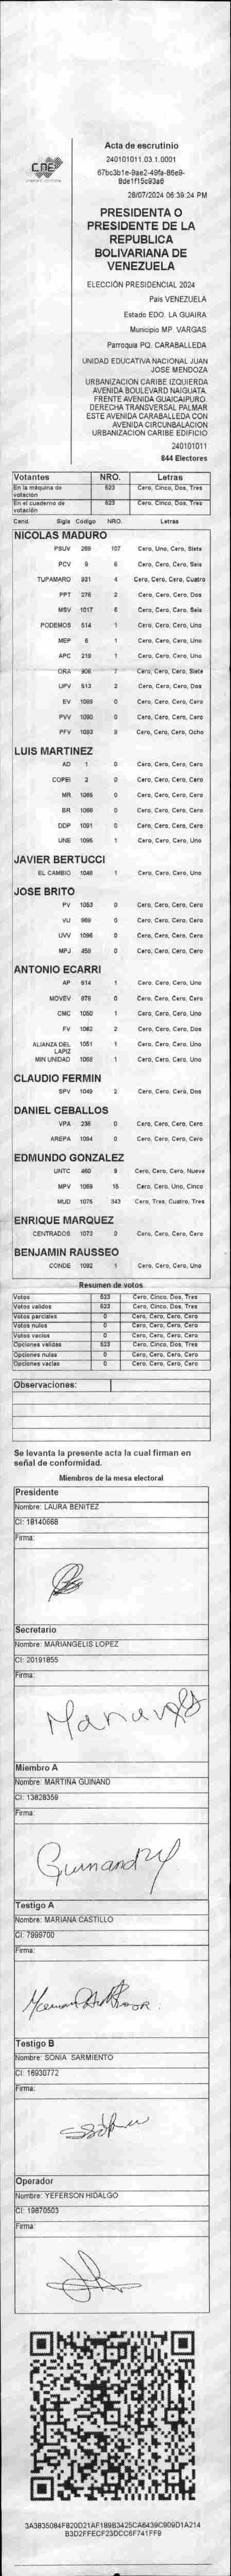 CNE
Acta de escrutinio
240101011.03.1.0001
67bc3b1e-9ae2-49fa-86e9-
8de1f15c93a8
28/07/2024 06:39:24 PM
PRESIDENTA O
PRESIDENTE DE LA
REPUBLICA
BOLIVARIANA DE
VENEZUELA
ELECCIÓN PRESIDENCIAL 2024
País VENEZUELA
Estado EDO. LA GUAIRA
Municipio MP. VARGAS
Parroquia PQ. CARABALLEDA
UNIDAD EDUCATIVA NACIONAL JUAN
JOSE MENDOZA
URBANIZACION CARIBE IZQUIERDA
AVENIDA BOULEVARD NAIGUATA.
FRENTE AVENIDA GUAICAIPURO.
DERECHA TRANSVERSAL PALMAR
ESTE AVENIDA CARABALLEDA CON
AVENIDA CIRCUNBALACION
URBANIZACION CARIBE EDIFICIO
240101011
844 Electores
Votantes NRO. Letras
En la máquina de votación 523 Cero, Cinco, Dos, Tres
En el cuaderno de votación 523 Cero, Cinco, Dos, Tres
Cand. Sigla Código NRO. Letras
NICOLAS MADURO
PSUV 269 107 Cero, Uno, Cero, Siete
PCV 9 6 Cero, Cero, Cero, Seis
TUPAMARO 931 4 Cero, Cero, Cero, Cuatro
PPT 276 2 Cero, Cero, Cero, Dos
MSV 1017 6 Cero, Cero, Cero, Seis
PODEMOS 514 1 Cero, Cero, Cero, Uno
MEP 6 1 Cero, Cero, Cero, Uno
APC 219 1 Cero, Cero, Cero, Uno
ORA 906 7 Cero, Cero, Cero, Siete
UPV 513 2 Cero, Cero, Cero, Dos
EV 1089 0 Cero, Cero, Cero, Cero
PVV 1090 0 Cero, Cero, Cero, Cero
PFV 1093 Cero, Cero, Cero, Ocho
LUIS MARTINEZ
AD 1 0 Cero, Cero, Cero, Cero
COPEI 2 0 Cero, Cero, Cero, Cero
MR 1065 0 Cero, Cero, Cero, Cero
BR 1066 0 Cero, Cero, Cero, Cero
DDP 1091 0 Cero, Cero, Cero, Cero
UNE 1095 1 Cero, Cero, Cero, Uno
JAVIER BERTUCCI
EL CAMBIO 1048 1 Cero, Cero, Cero, Uno
JOSE BRITO
PV 1053 0 Cero, Cero, Cero, Cero
VU 969 0 Cero, Cero, Cero, Cero
UVV 1096 0 Cero, Cero, Cero, Cero
MPJ 459 0 Cero, Cero, Cero, Cero
ANTONIO ECARRI
AP 614 1 Cero, Cero, Cero, Uno
MOVEV 978 0 Cero, Cero, Cero, Cero
CMC 1050 1 Cero, Cero, Cero, Uno
FV 1062 2 Cero, Cero, Cero, Dos
ALIANZA DEL LAPIZ 1051 1 Cero, Cero, Cero, Uno
MIN UNIDAD 1068 1 Cero, Cero, Cero, Uno
CLAUDIO FERMIN
SPV 1049 2 Cero, Cero, Cero, Dos
DANIEL CEBALLOS
VPA 238 0 Cero, Cero, Cero, Cero
AREPA 1094 0 Cero, Cero, Cero, Cero
EDMUNDO GONZALEZ
UNTC 460 9 Cero, Cero, Cero, Nueve
MPV 1069 15 Cero, Cero, Uno, Cinco
MUD 1075 343 Cero, Tres, Cuatro, Tres
ENRIQUE MARQUEZ
CENTRADOS 1073 0 Cero, Cero, Cero, Cero
BENJAMIN RAUSSEO
CONDE 1092 1 Cero, Cero, Cero, Uno
Resumen de votos
Votos 523 Cero, Cinco, Dos, Tres
Votos validos 523 Cero, Cinco, Dos, Tres
Votos parciales 0 Cero, Cero, Cero, Cero
Votos nulos 0 Cero, Cero, Cero, Cero
Votos vacios 0 Cero, Cero, Cero, Cero
Opciones validas 523 Cero, Cinco, Dos, Tres
Opciones nulas 0 Cero, Cero, Cero, Cero
Opciones vacias 0 Cero, Cero, Cero, Cero
Observaciones:
Se levanta la presente acta la cual firman en
señal de conformidad.
Miembros de la mesa electoral
Presidente
Nombre: LAURA BENITEZ
CI: 18140668
Firma:
Secretario
Nombre: MARIANGELIS LOPEZ
CI: 20191855
Firma:
Miembro A
Nombre: MARTINA GUINAND
CI: 13828359
Firma:
Testigo A
Nombre: MARIANA CASTILLO
CI: 7999700
Firma:
Testigo B
Nombre: SONIA SARMIENTO
CI: 16930772
Firma:
Operador
Nombre: YEFERSON HIDALGO
CI: 19870503
Firma: